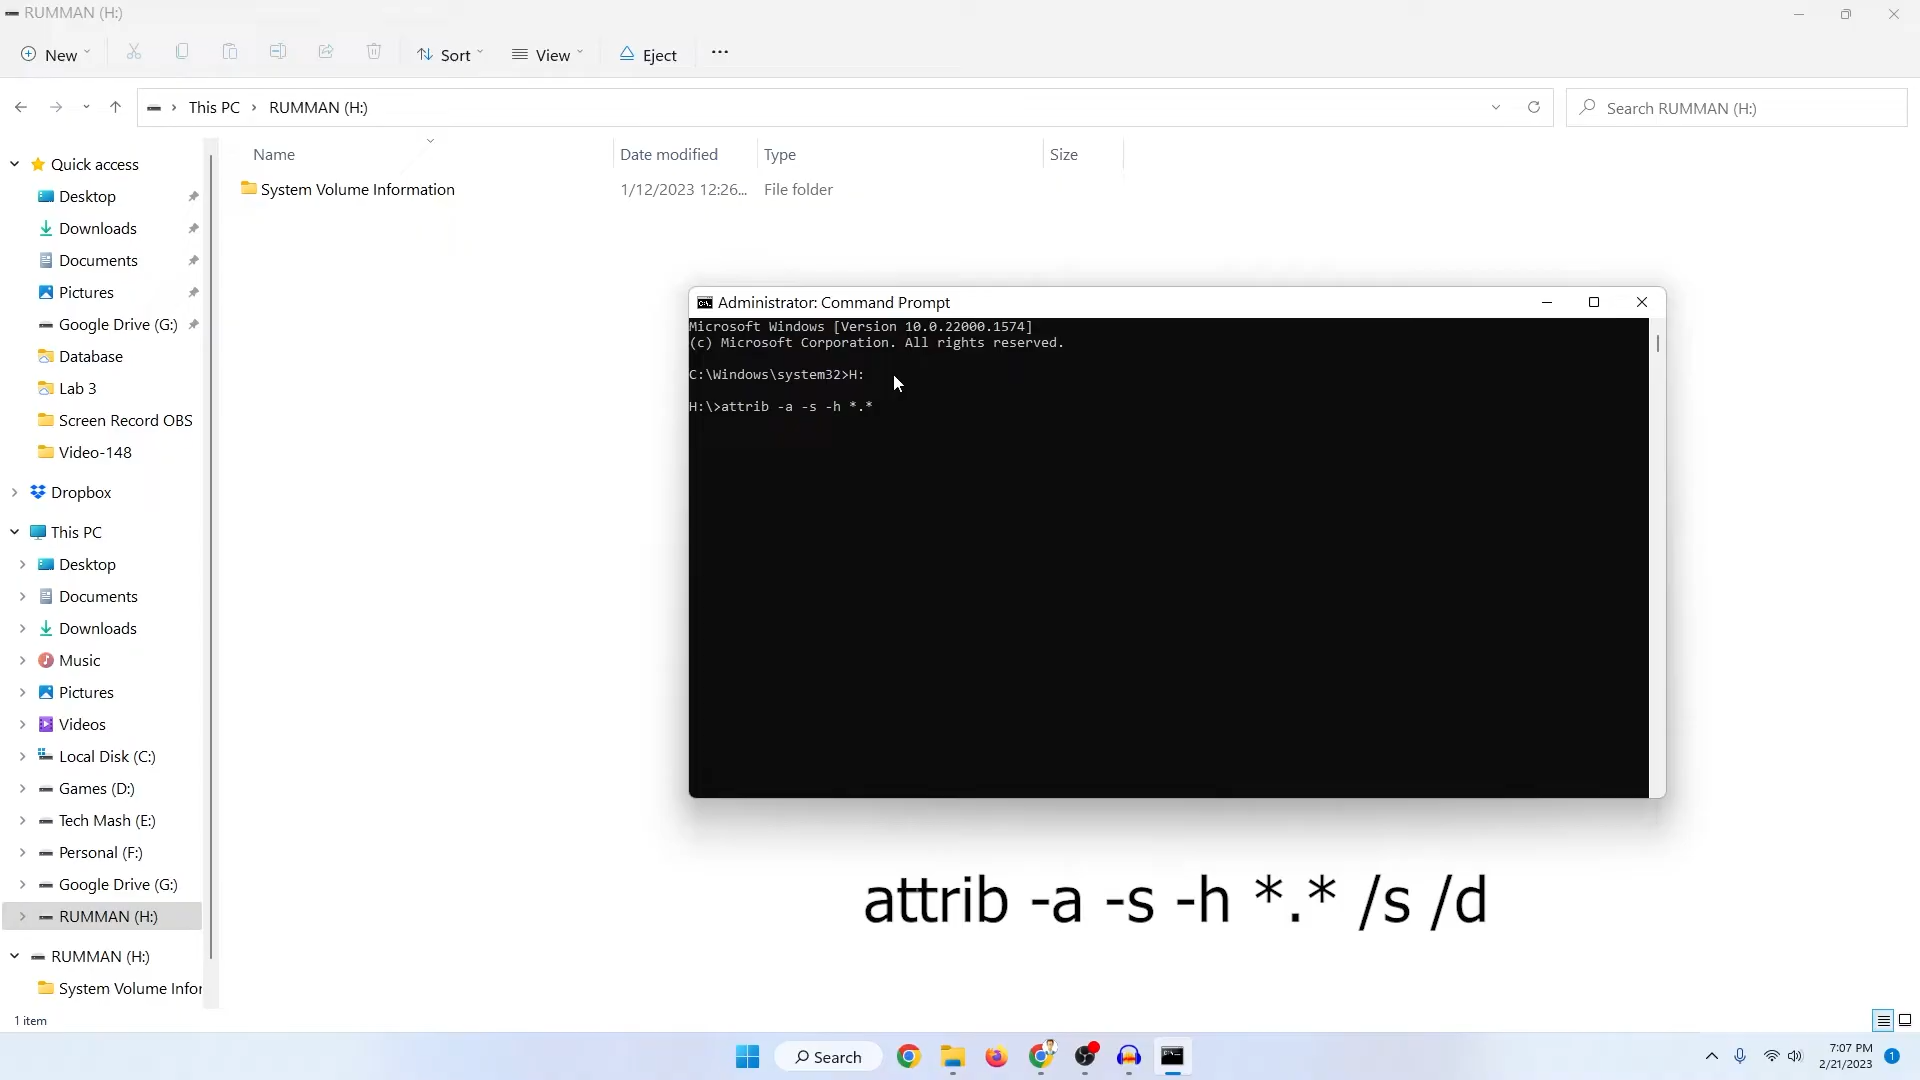 RUMMAN (H:)
New
Sort
View
Eject
This PC
RUMMAN (H:)
Search RUMMAN (H:)
Name
Date modified
Type
Size
System Volume Information
1/12/2023 12:26...
File folder
Quick access
Desktop
Downloads
Documents
Pictures
Google Drive (G:)
Database
Lab 3
Screen Record OBS
Video-148
Dropbox
This PC
Desktop
Documents
Downloads
Music
Pictures
Videos
Local Disk (C:)
Games (D:)
Tech Mash (E:)
Personal (F:)
Google Drive (G:)
RUMMAN (H:)
RUMMAN (H:)
System Volume Infor
1 item
Administrator: Command Prompt
Microsoft Windows [Version 10.0.22000.1574]
(c) Microsoft Corporation. All rights reserved.
C:\Windows\system32>H:
H:\>attrib -a -s -h *.*
attrib -a -s -h *.* /s /d
Search
7:07 PM
2/21/2023
1